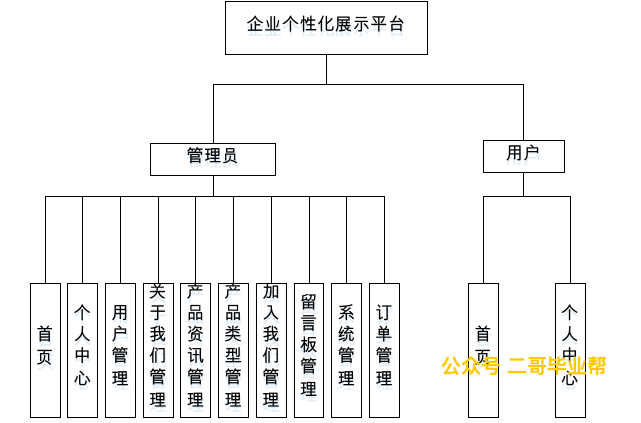 企业个性化展示平台
管理员
用户
首页
个人中心
用户管理
关于我们管理
产品资讯管理
产品类型管理
加入我们管理
留言板管理
系统管理
订单管理
首页
个人中心
公众号 二哥毕业帮